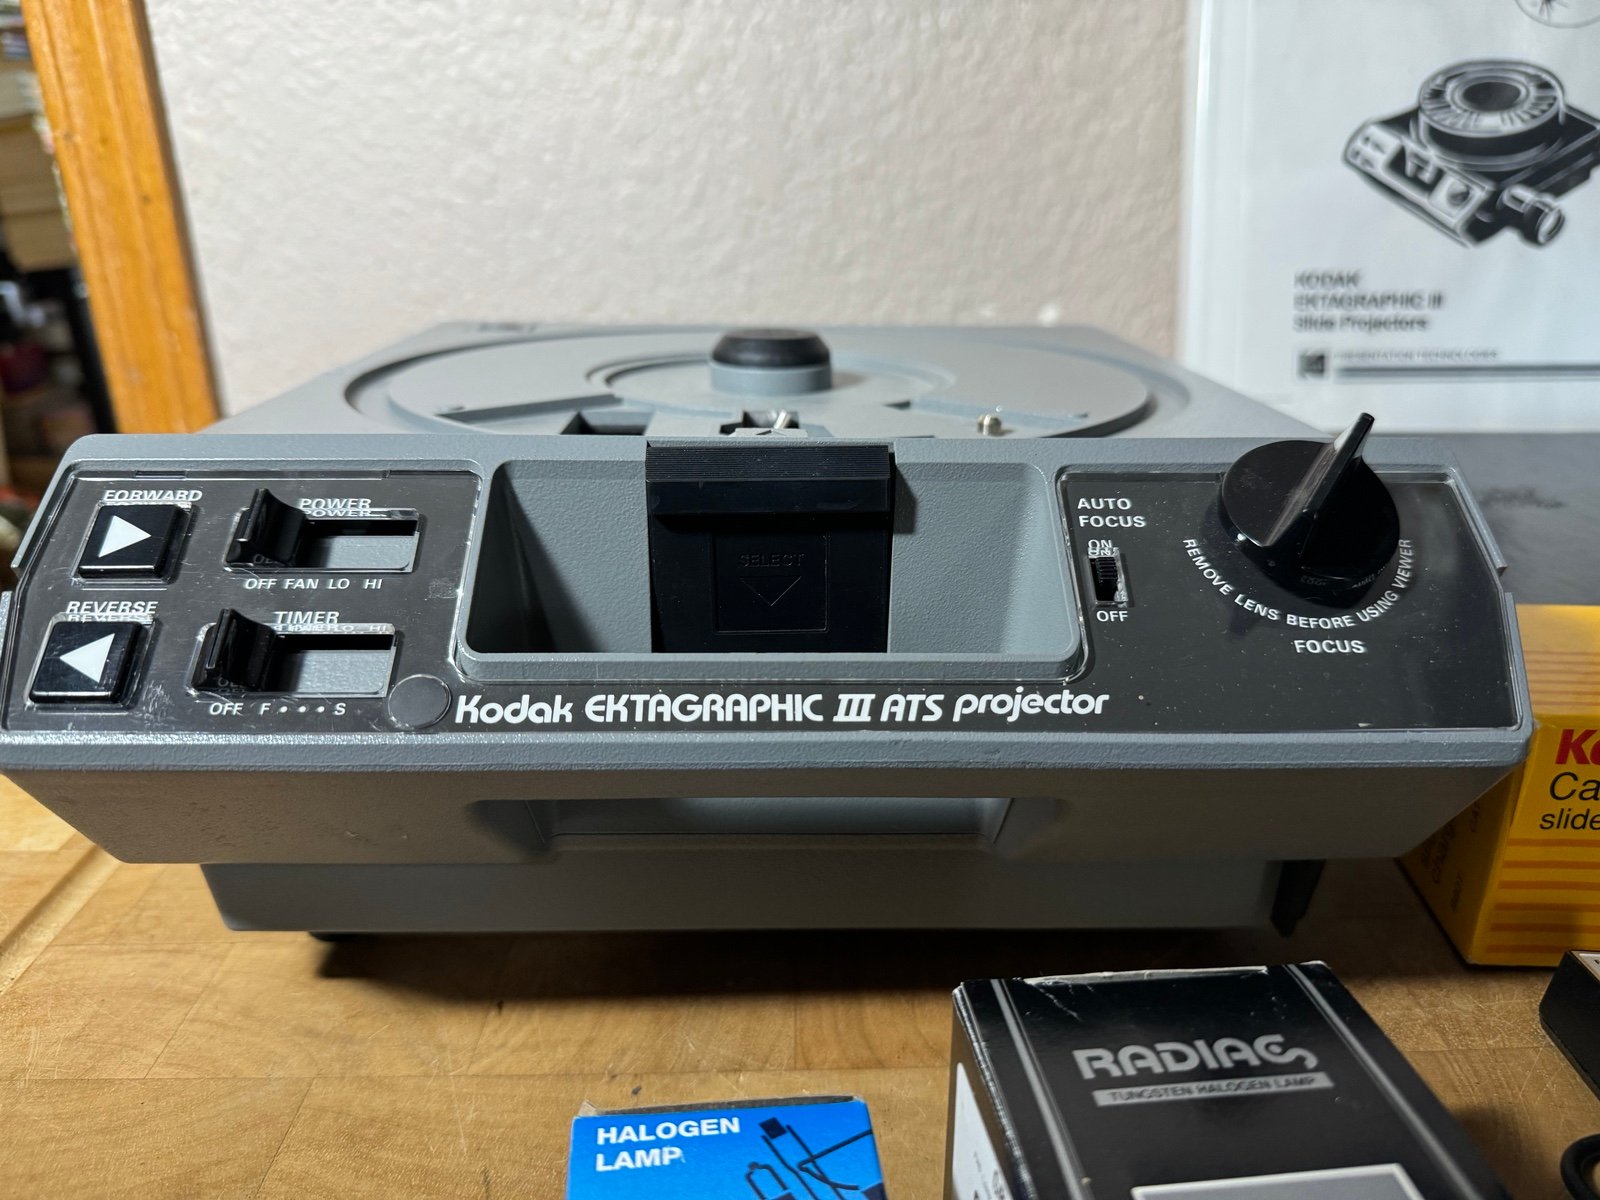 KODAK
EKTAGRAPHIC III
Slide Projectors
PRESENTATION TECHNOLOGIES
FORWARD
POWER
OFF FAN LO HI
REVERSE
TIMER
OFF F • • • S
SELECT
AUTO
FOCUS
ON
OFF
REMOVE LENS BEFORE USING VIEWER
FOCUS
Kodak EKTAGRAPHIC III ATS projector
Ca
slide
RADIAC
TUNGSTEN HALOGEN LAMP
HALOGEN
LAMP